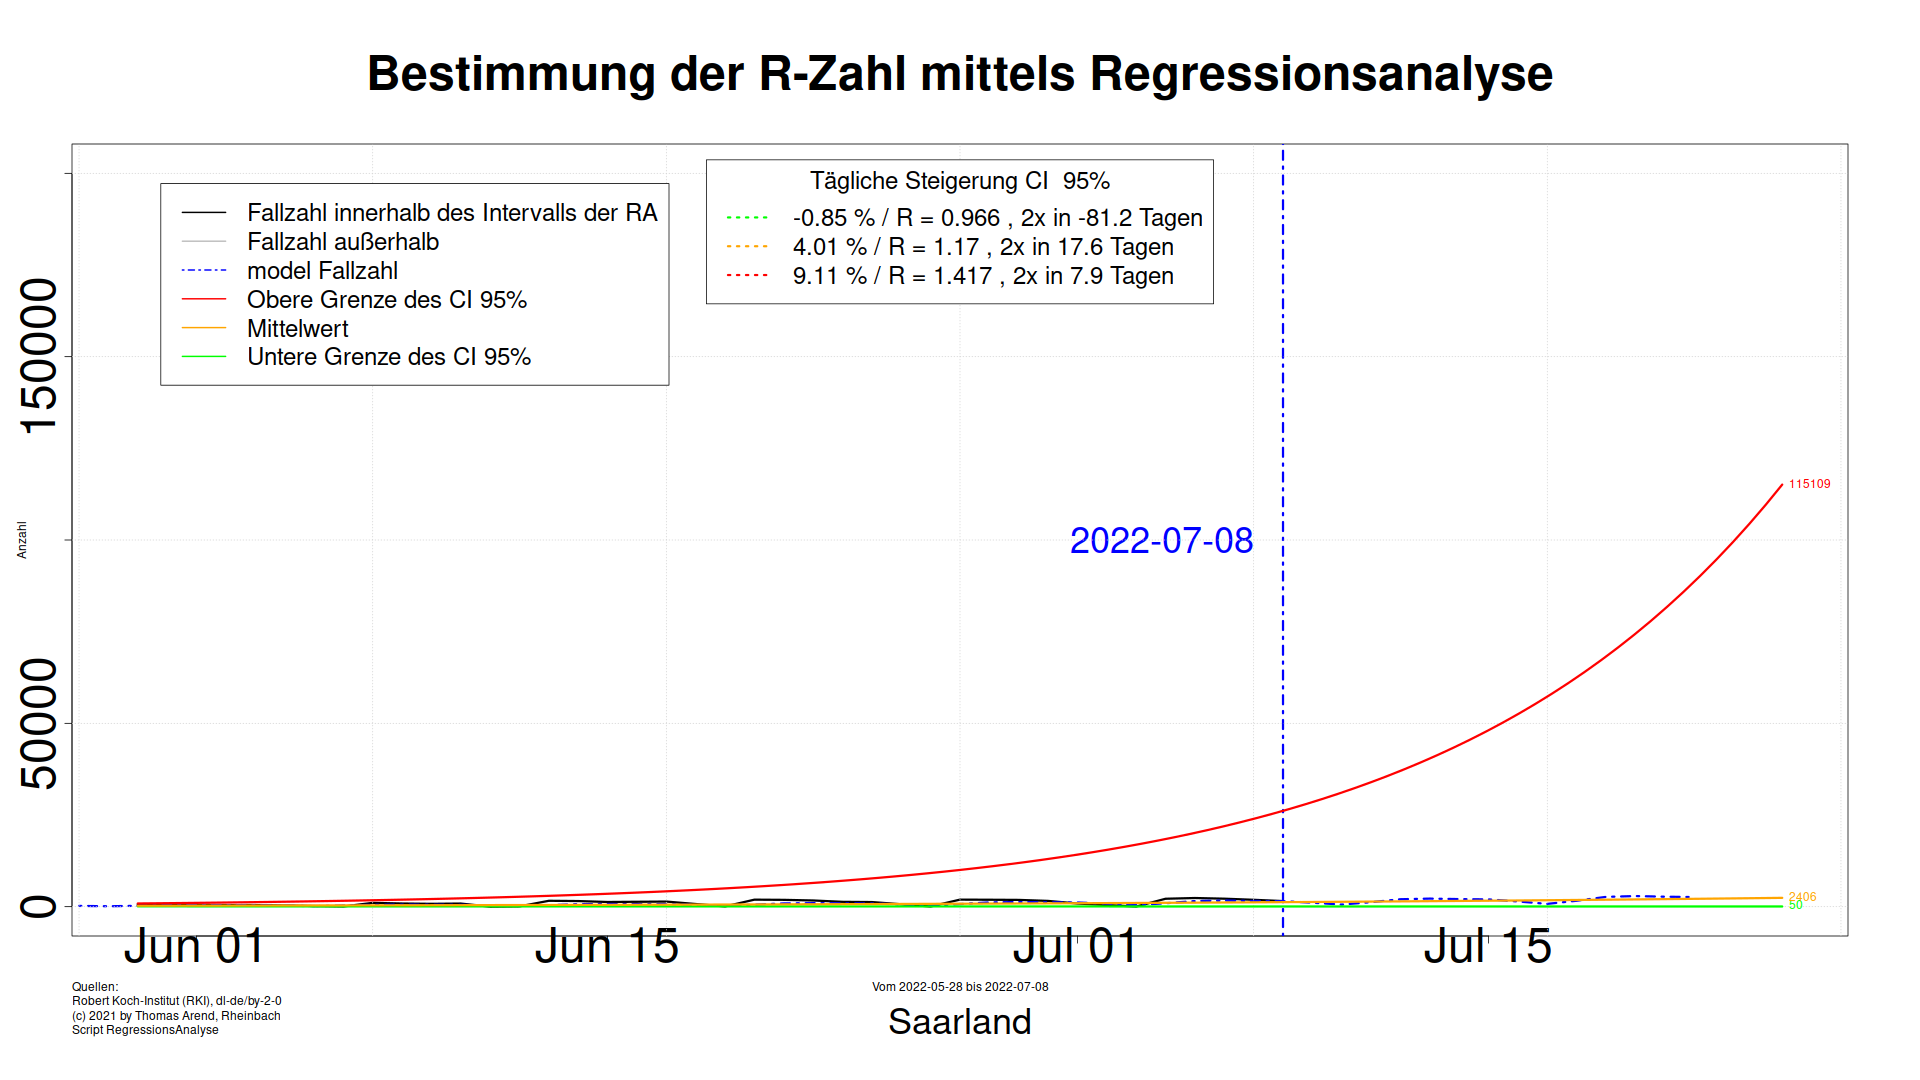 Bestimmung der R-Zahl mittels Regressionsanalyse
Fallzahl innerhalb des Intervalls der RA
Fallzahl außerhalb
model Fallzahl
Obere Grenze des CI 95%
Mittelwert
Untere Grenze des CI 95%
Tägliche Steigerung CI  95%
-0.85 % / R = 0.966 , 2x in -81.2 Tagen
4.01 % / R = 1.17 , 2x in 17.6 Tagen
9.11 % / R = 1.417 , 2x in 7.9 Tagen
150000
50000
0
Anzahl
2022-07-08
115109
2406
50
Jun 01
Jun 15
Jul 01
Jul 15
Quellen:
Robert Koch-Institut (RKI), dl-de/by-2-0
(c) 2021 by Thomas Arend, Rheinbach
Script RegressionsAnalyse
Vom 2022-05-28 bis 2022-07-08
Saarland